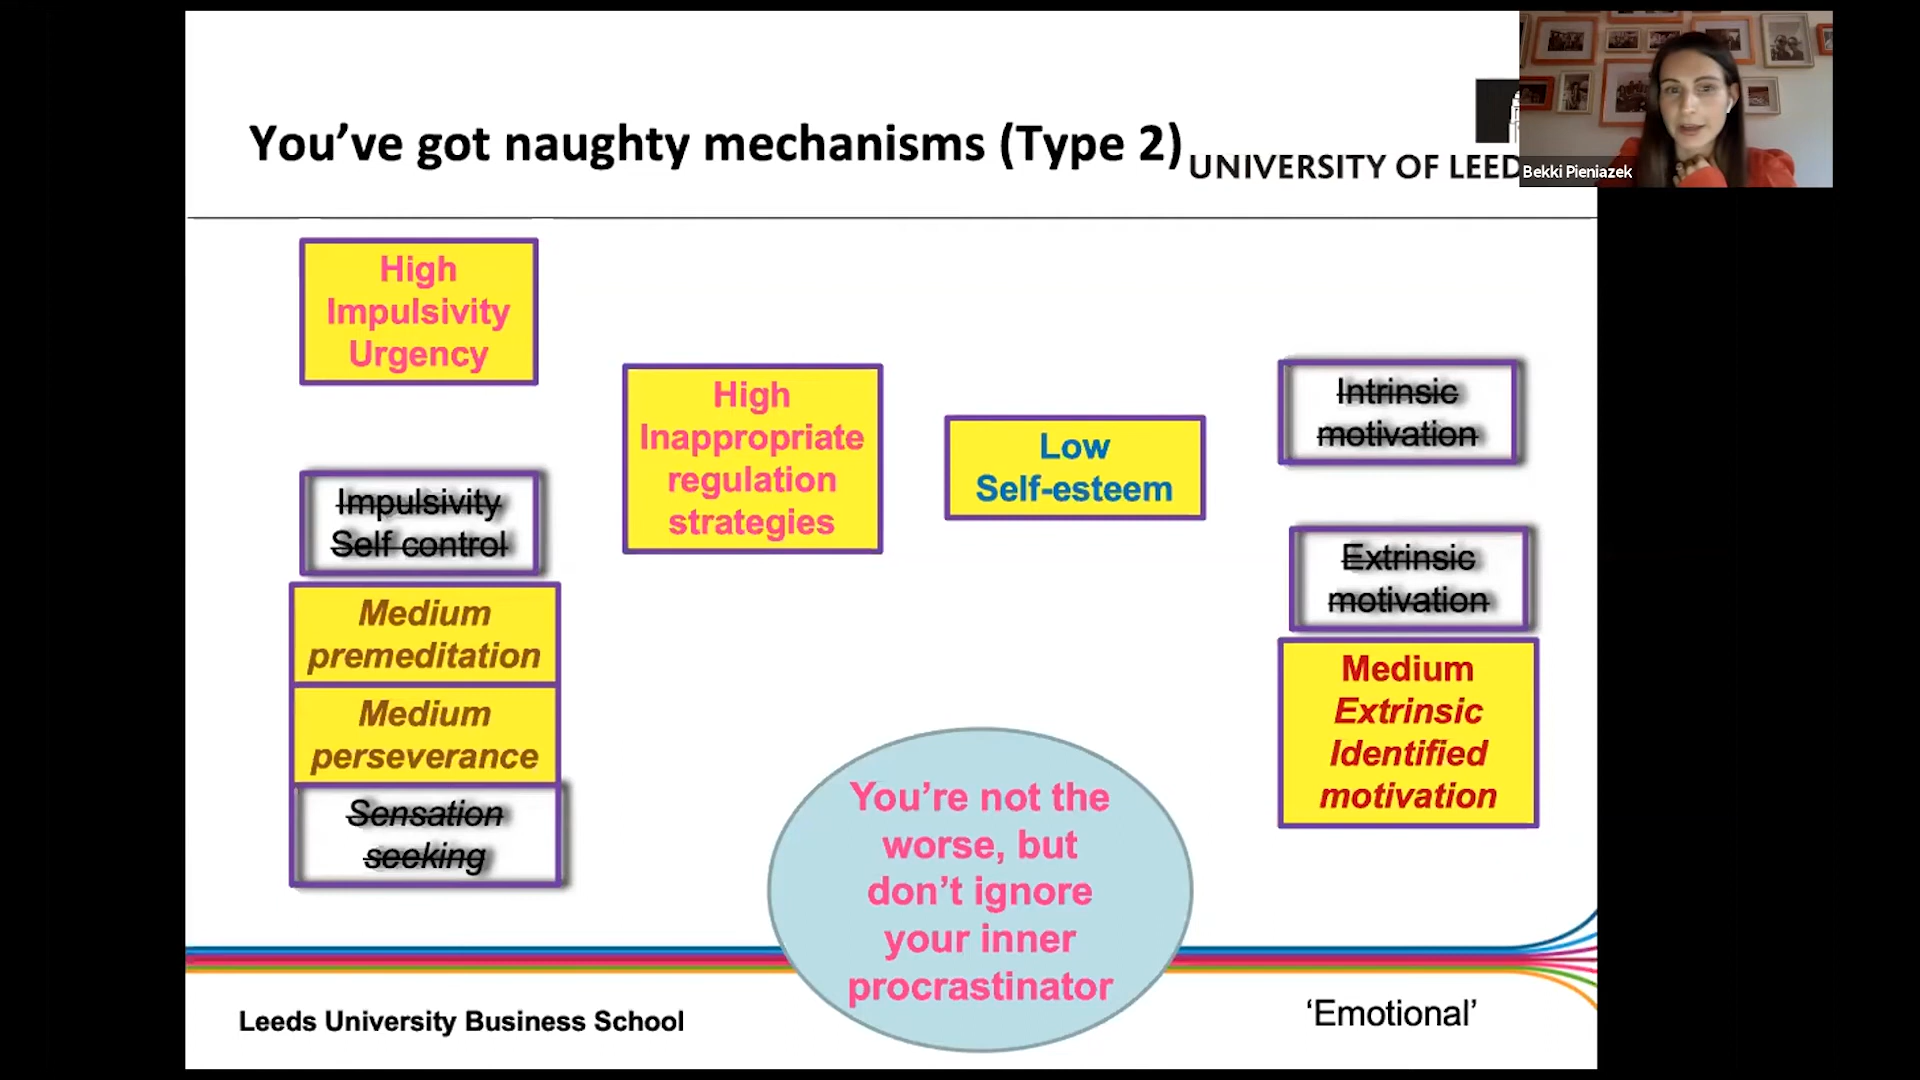 You’ve got naughty mechanisms (Type 2)
UNIVERSITY OF LEED
Bekki Pieniazek
High
Impulsivity
Urgency
Impulsivity
Self control
Medium
premeditation
Medium
perseverance
Sensation
seeking
High
Inappropriate
regulation
strategies
Low
Self-esteem
Intrinsic
motivation
Extrinsic
motivation
Medium
Extrinsic
Identified
motivation
You’re not the
worse, but
don’t ignore
your inner
procrastinator
Leeds University Business School
‘Emotional’